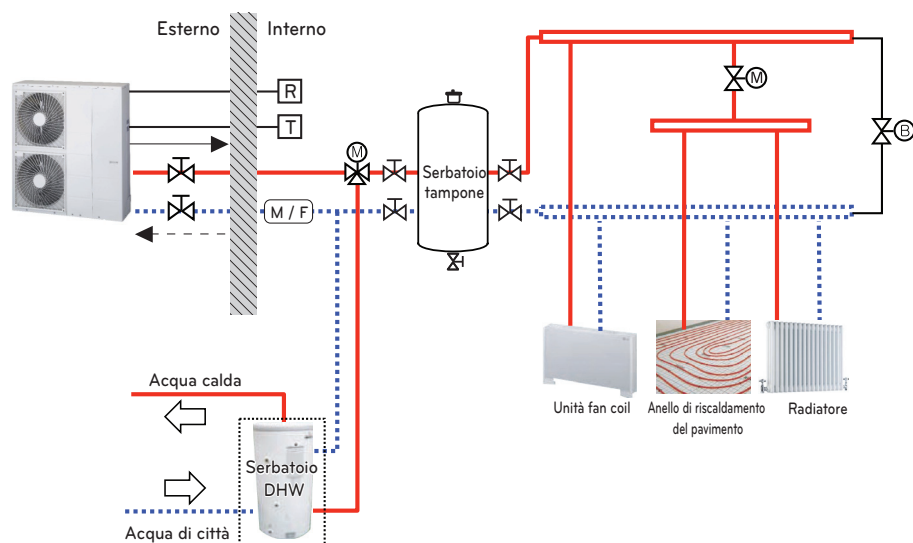 Esterno
Interno
R
T
M
M / F
Serbatoio
tampone
M
B
Unità fan coil
Anello di riscaldamento
del pavimento
Radiatore
Acqua calda
Serbatoio
DHW
Acqua di città